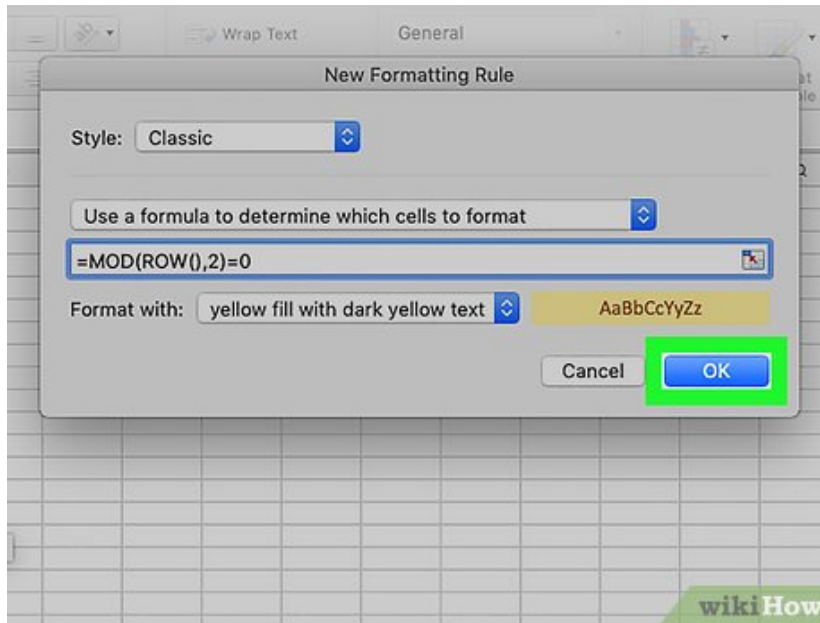 Wrap Text General
New Formatting Rule
Style: Classic
Use a formula to determine which cells to format
=MOD(ROW(),2)=0
Format with: yellow fill with dark yellow text AaBbCcYyZz
Cancel OK
wikiHow